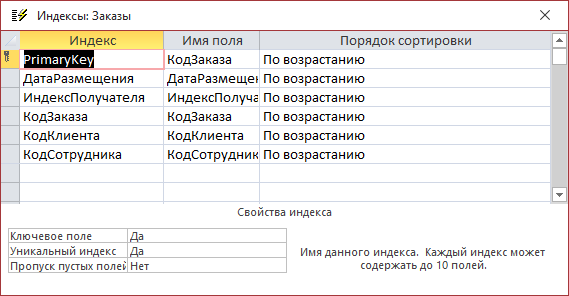 Индексы: Заказы
Индекс Имя поля Порядок сортировки
PrimaryKey КодЗаказа По возрастанию
ДатаРазмещения ДатаРазмещен По возрастанию
ИндексПолучателя ИндексПолуча По возрастанию
КодЗаказа КодЗаказа По возрастанию
КодКлиента КодКлиента По возрастанию
КодСотрудника КодСотрудник По возрастанию
Свойства индекса
Ключевое поле Да
Уникальный индекс Да
Пропуск пустых полей Нет
Имя данного индекса. Каждый индекс может
содержать до 10 полей.